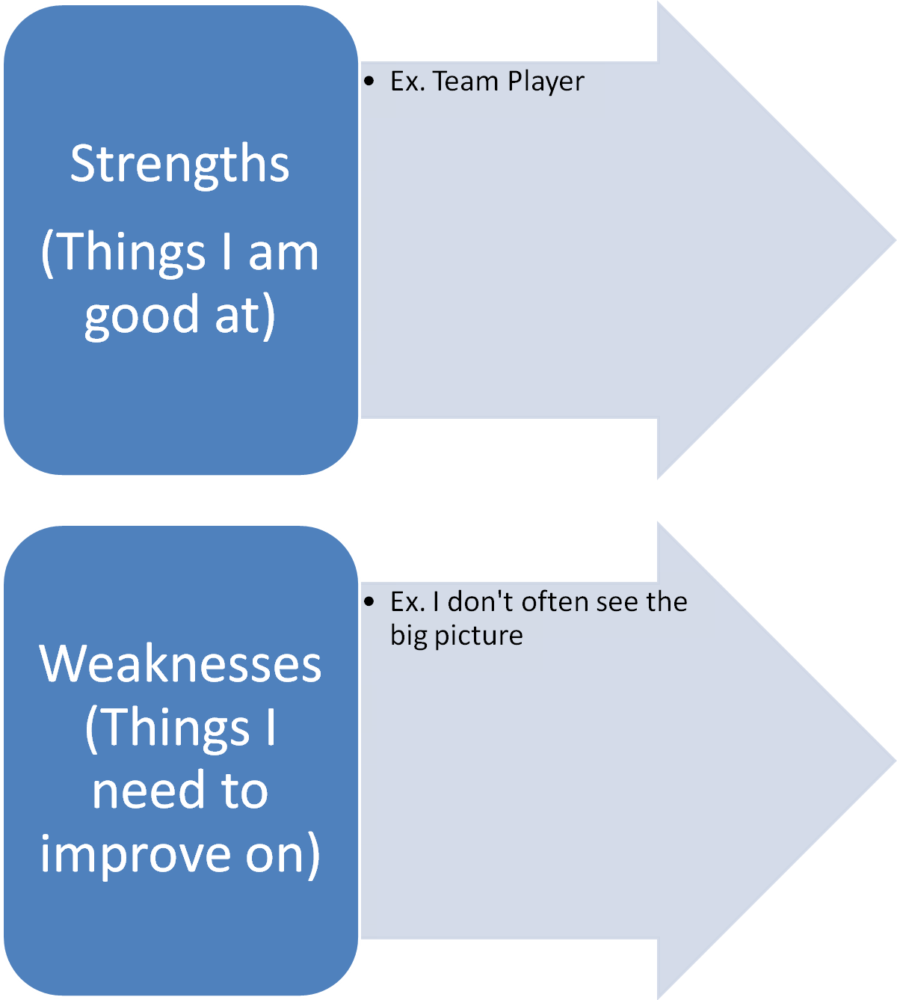 Strengths
(Things I am
good at)
• Ex. Team Player
Weaknesses
(Things I
need to
improve on)
• Ex. I don't often see the
big picture